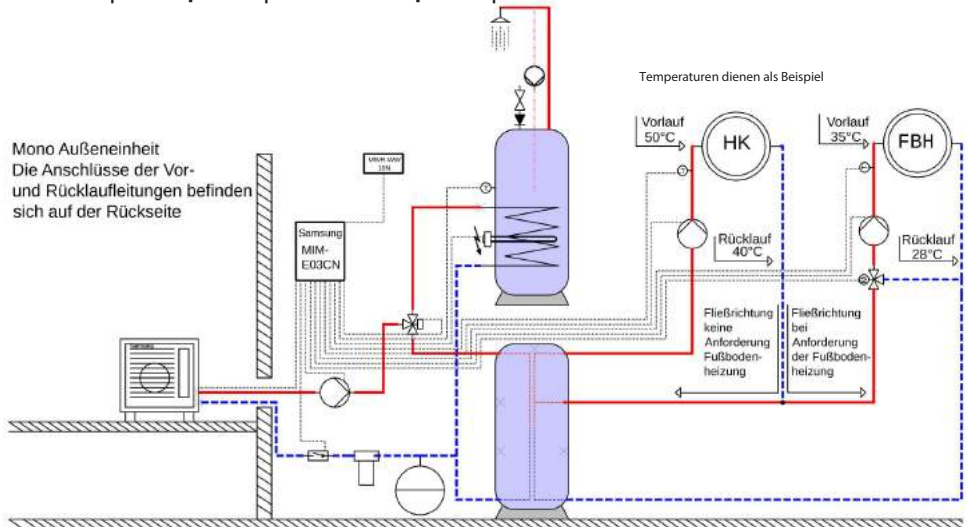 Temperaturen dienen als Beispiel
Mono Außeneinheit
Die Anschlüsse der Vor-
und Rücklaufleitungen befinden
sich auf der Rückseite
Samsung
MIM-
E03CN
Vorlauf
50°C
HK
Rücklauf
40°C
Vorlauf
35°C
FBH
Rücklauf
28°C
Fließrichtung
keine
Anforderung
Fußboden-
heizung
Fließrichtung
bei
Anforderung
der Fußboden-
heizung
SAMSUNG
T
T
M